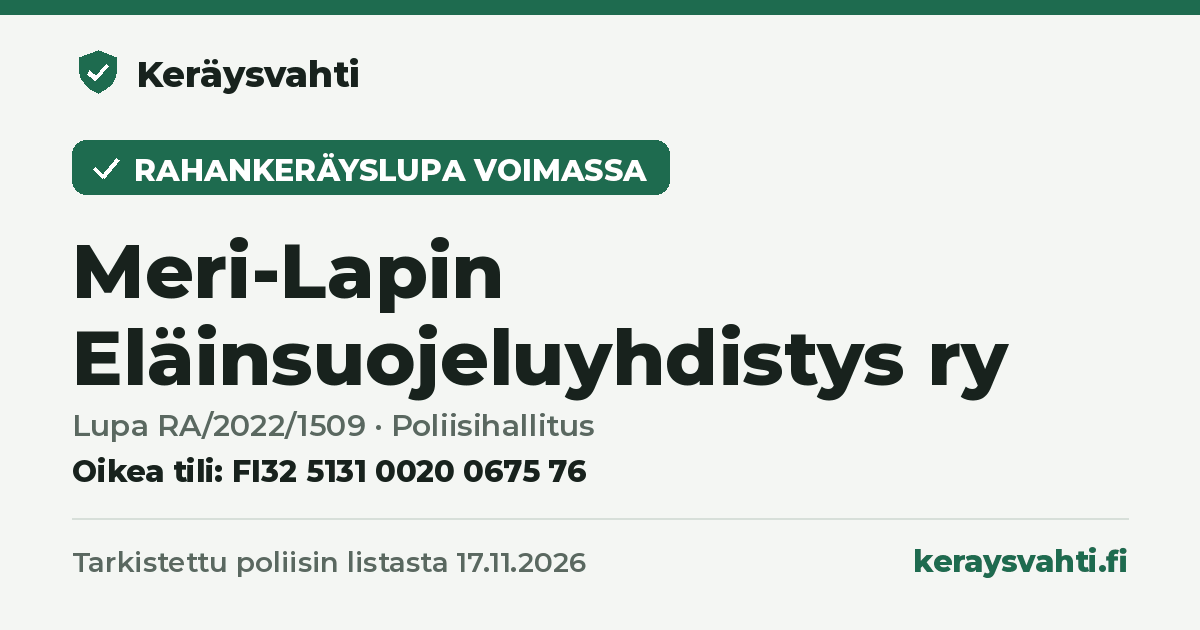 Keräysvahti
RAHANKERÄYSLUPA VOIMASSA
Meri-Lapin
Eläinsuojeluyhdistys ry
Lupa RA/2022/1509 · Poliisihallitus
Oikea tili: FI32 5131 0020 0675 76
Tarkistettu poliisin listasta 17.11.2026
keraysvahti.fi